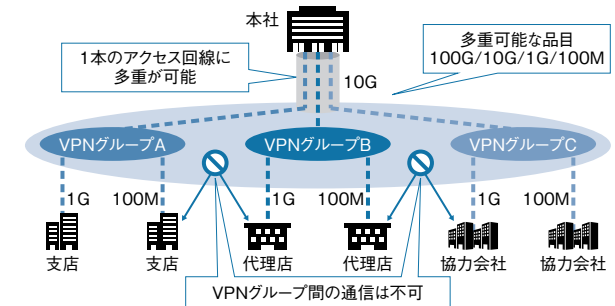 本社
1本のアクセス回線に
多重が可能
多重可能な品目
100G/10G/1G/100M
10G
VPNグループA
VPNグループB
VPNグループC
1G
100M
1G
100M
1G
100M
支店
支店
代理店
代理店
協力会社
協力会社
VPNグループ間の通信は不可